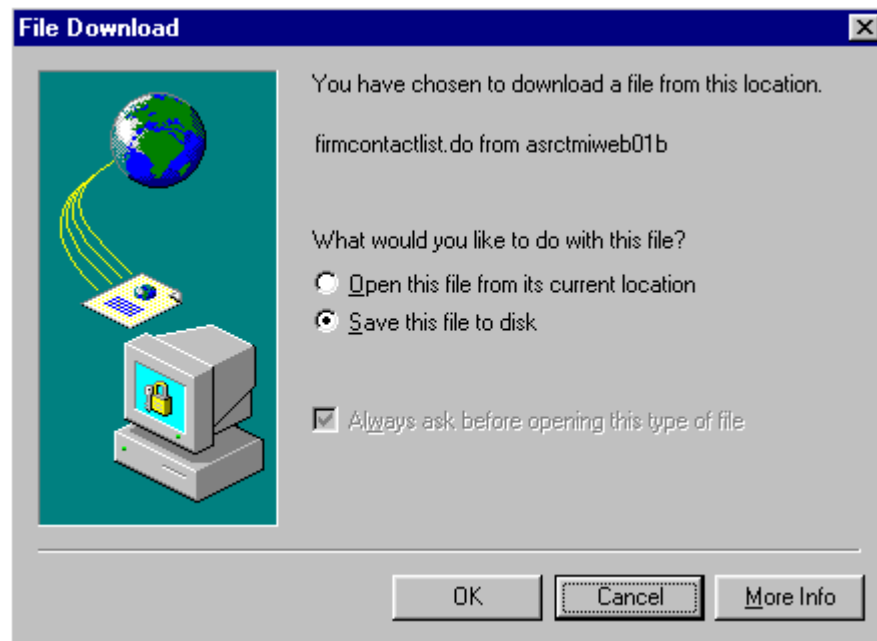 File Download
You have chosen to download a file from this location.
firmcontactlist.do from asrctmiweb01b
What would you like to do with this file?
Open this file from its current location
Save this file to disk
Always ask before opening this type of file
OK
Cancel
More Info